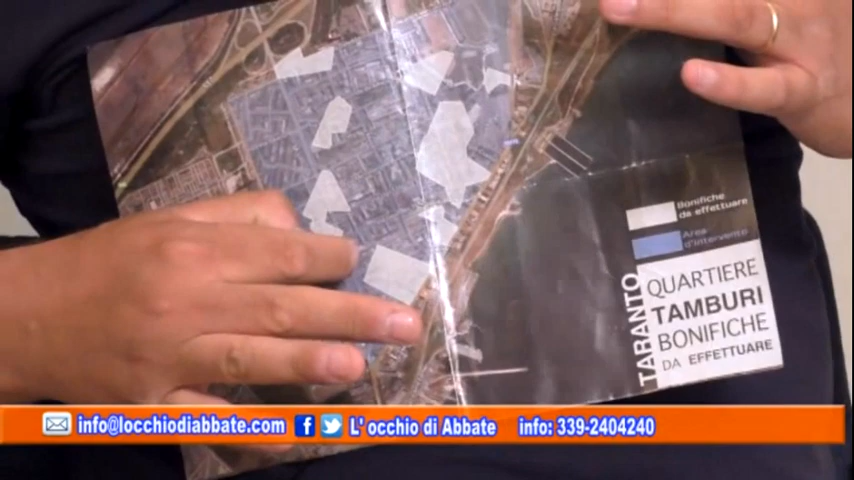 Bonifiche
da effettuare
Area
d'intervento
TARANTO
QUARTIERE
TAMBURI
BONIFICHE
DA EFFETTUARE
info@locchiodiabbate.com L' occhio di Abbate info: 339-2404240